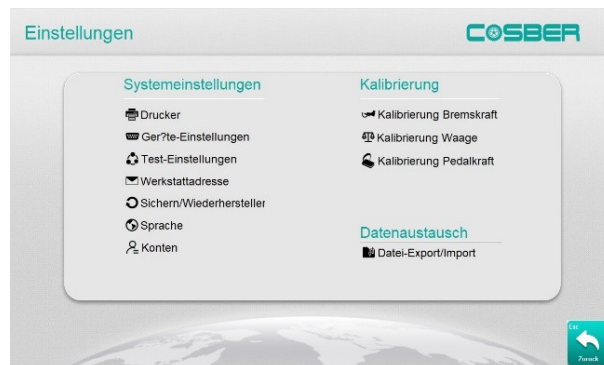 Einstellungen
COSBER
Systemeinstellungen
Drucker
Ger?te-Einstellungen
Test-Einstellungen
Werkstattadresse
Sichern/Wiederhersteller
Sprache
Konten
Kalibrierung
Kalibrierung Bremskraft
Kalibrierung Waage
Kalibrierung Pedalkraft
Datenaustausch
Datei-Export/Import
Esc
Zurück